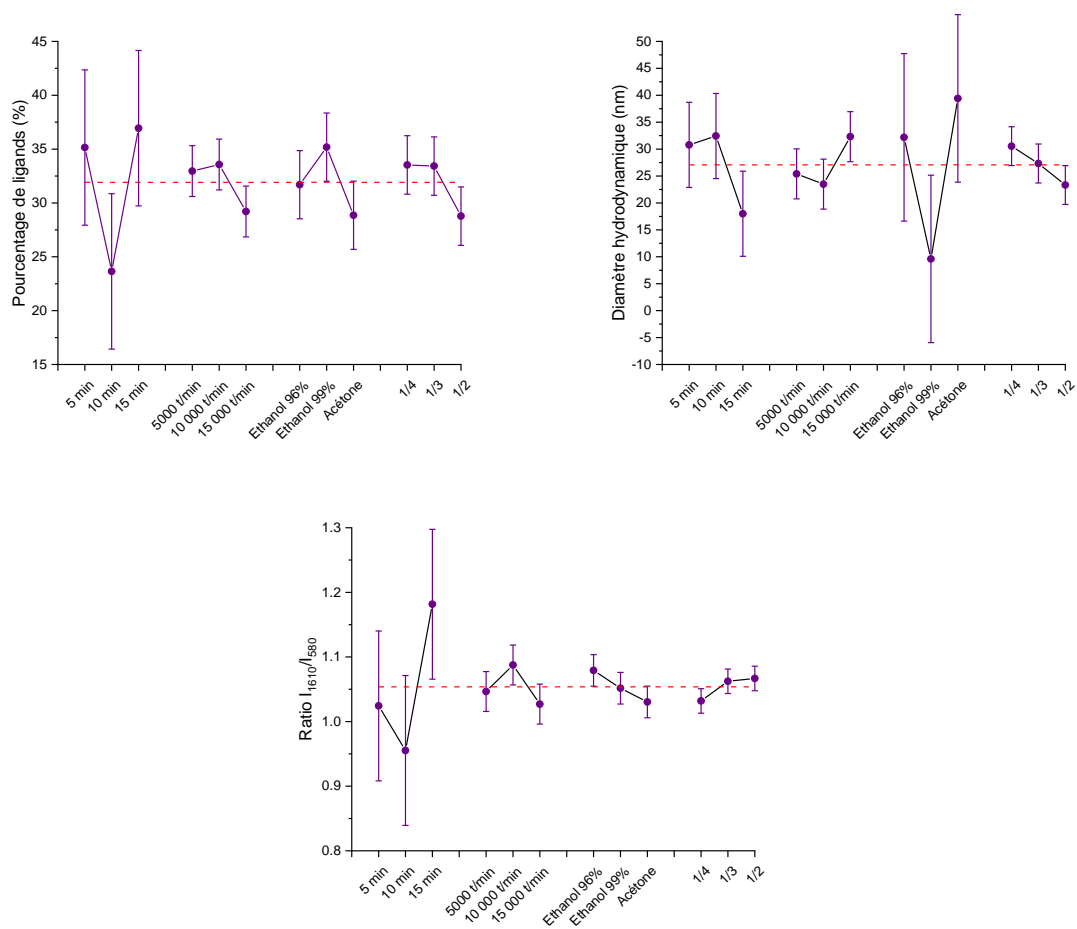 Pourcentage de ligands (%)
45
40
35
30
25
20
15
5 min
10 min
15 min
5000 t/min
10 000 t/min
15 000 t/min
Ethanol 96%
Ethanol 99%
Acétone
1/4
1/3
1/2
Diamètre hydrodynamique (nm)
50
45
40
35
30
25
20
15
10
5
0
-5
-10
5 min
10 min
15 min
5000 t/min
10 000 t/min
15 000 t/min
Ethanol 96%
Ethanol 99%
Acétone
1/4
1/3
1/2
Ratio I1610/I580
1.3
1.2
1.1
1.0
0.9
0.8
5 min
10 min
15 min
5000 t/min
10 000 t/min
15 000 t/min
Ethanol 96%
Ethanol 99%
Acétone
1/4
1/3
1/2